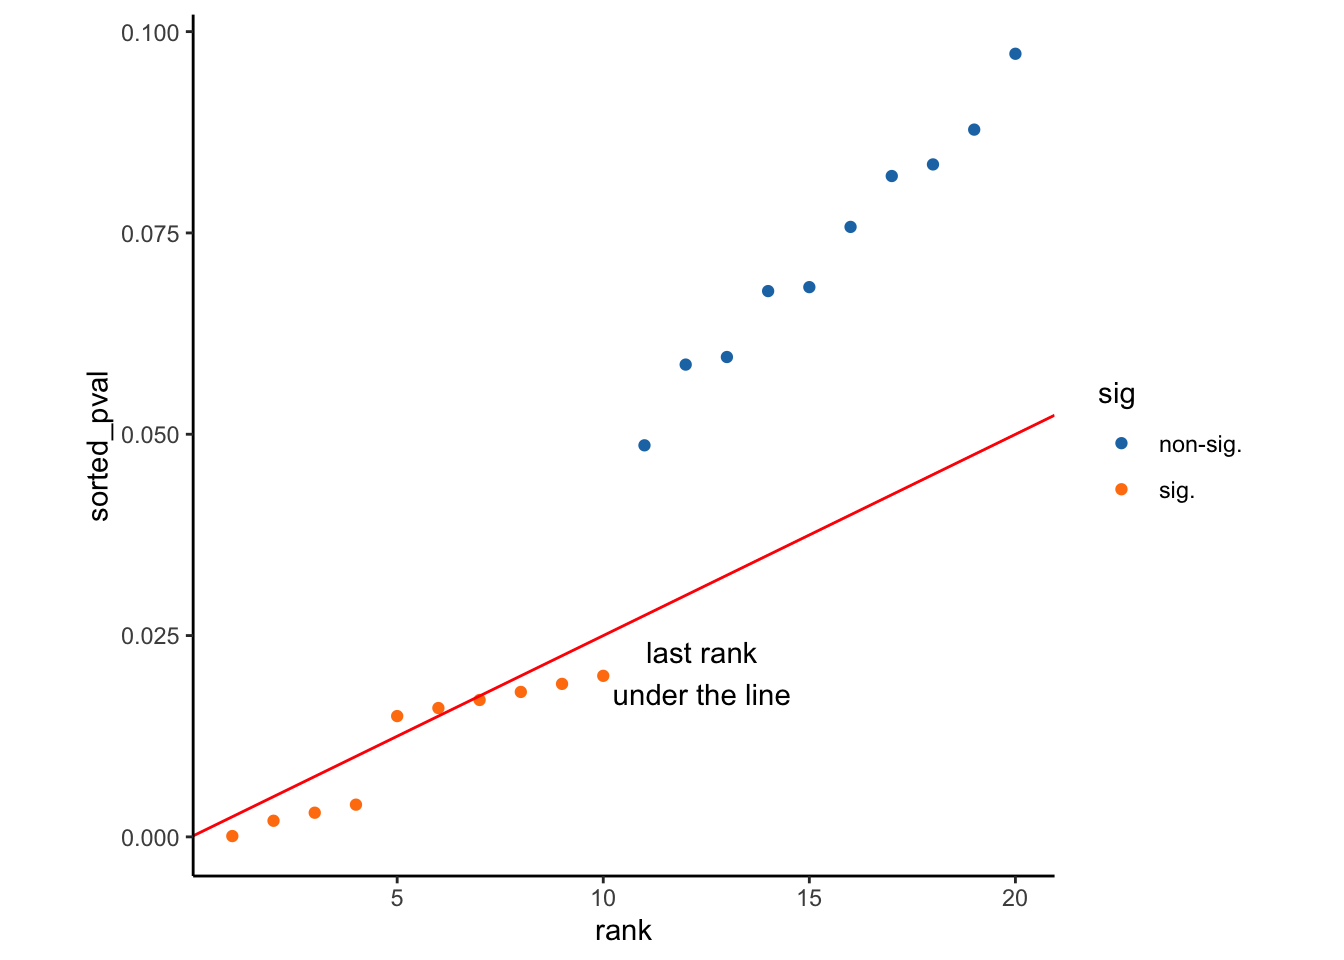 0.100
0.075
0.050
0.025
0.000
sorted_pval
last rank
under the line
5
10
15
20
rank
sig
non-sig.
sig.